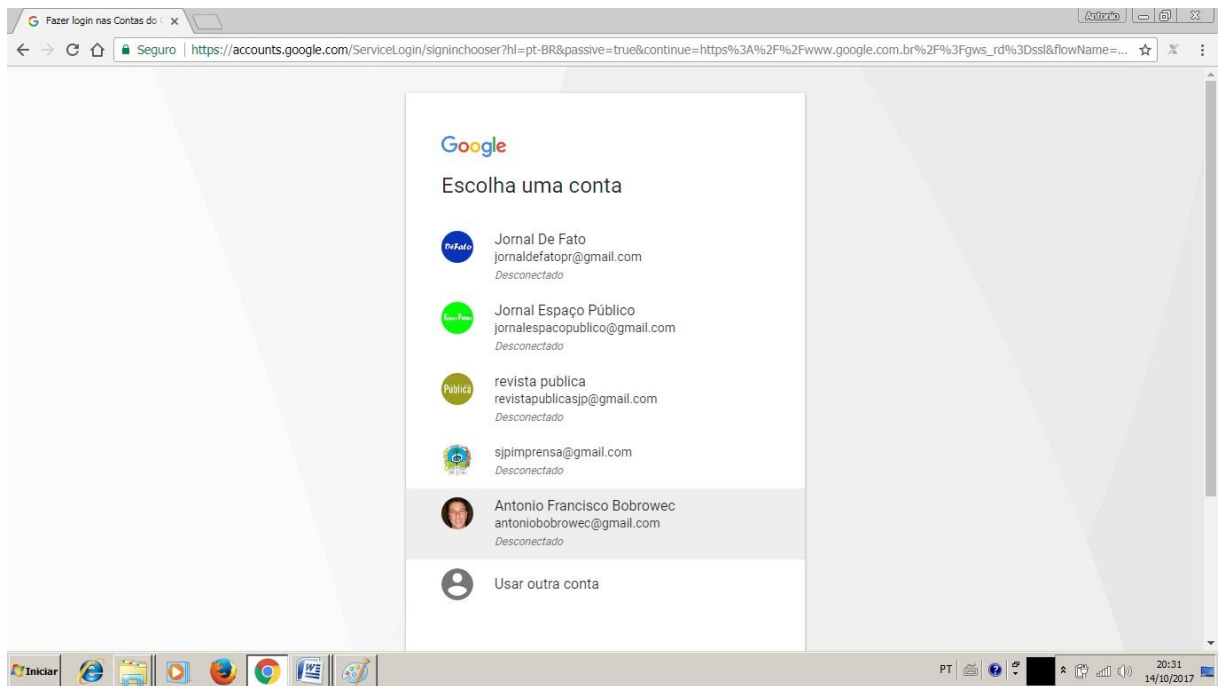 Fazer login nas Contas do
Antonio
Seguro
https://accounts.google.com/ServiceLogin/signinchooser?hl=pt-BR&passive=true&continue=https%3A%2F%2Fwww.google.com.br%2F%3Fgws_rd%3Dssl&flowName=...
Google
Escolha uma conta
DeFato
Jornal De Fato
jornaldefatopr@gmail.com
Desconectado
Jornal Espaço Público
jornalespacopublico@gmail.com
Desconectado
Pública
revista publica
revistapublicasjp@gmail.com
Desconectado
sjpimprensa@gmail.com
Desconectado
Antonio Francisco Bobrowec
antoniobobrowec@gmail.com
Desconectado
Usar outra conta
Iniciar
PT
20:31
14/10/2017